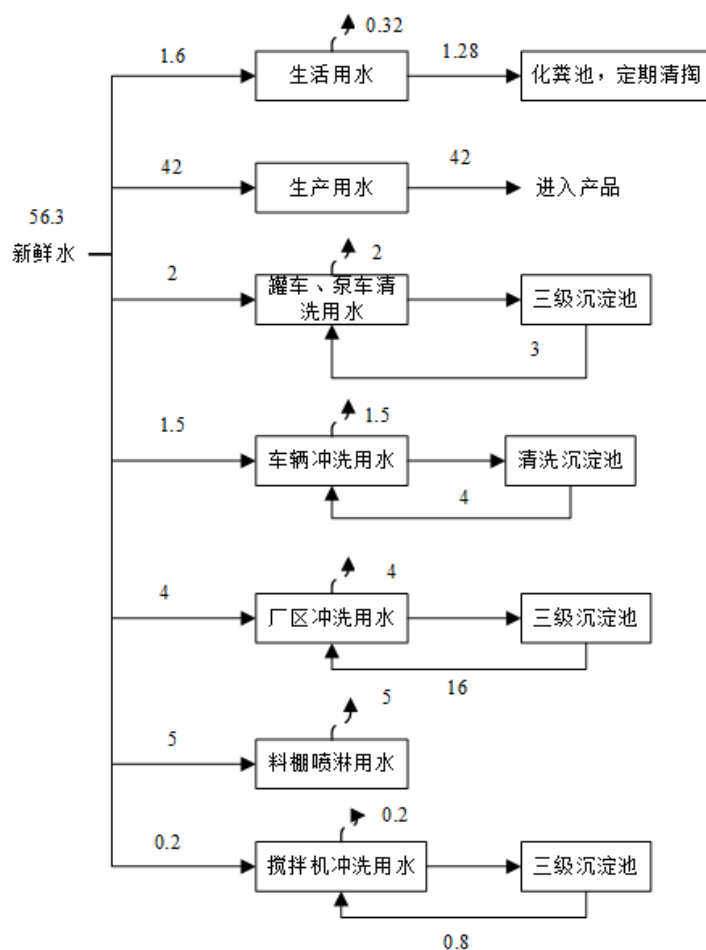 0.32
1.6
生活用水
1.28
化粪池，定期清掏
42
生产用水
42
进入产品
56.3
新鲜水
2
2
罐车、泵车清
洗用水
三级沉淀池
3
1.5
1.5
车辆冲洗用水
清洗沉淀池
4
4
4
厂区冲洗用水
三级沉淀池
16
5
5
料棚喷淋用水
0.2
0.2
搅拌机冲洗用水
三级沉淀池
0.8